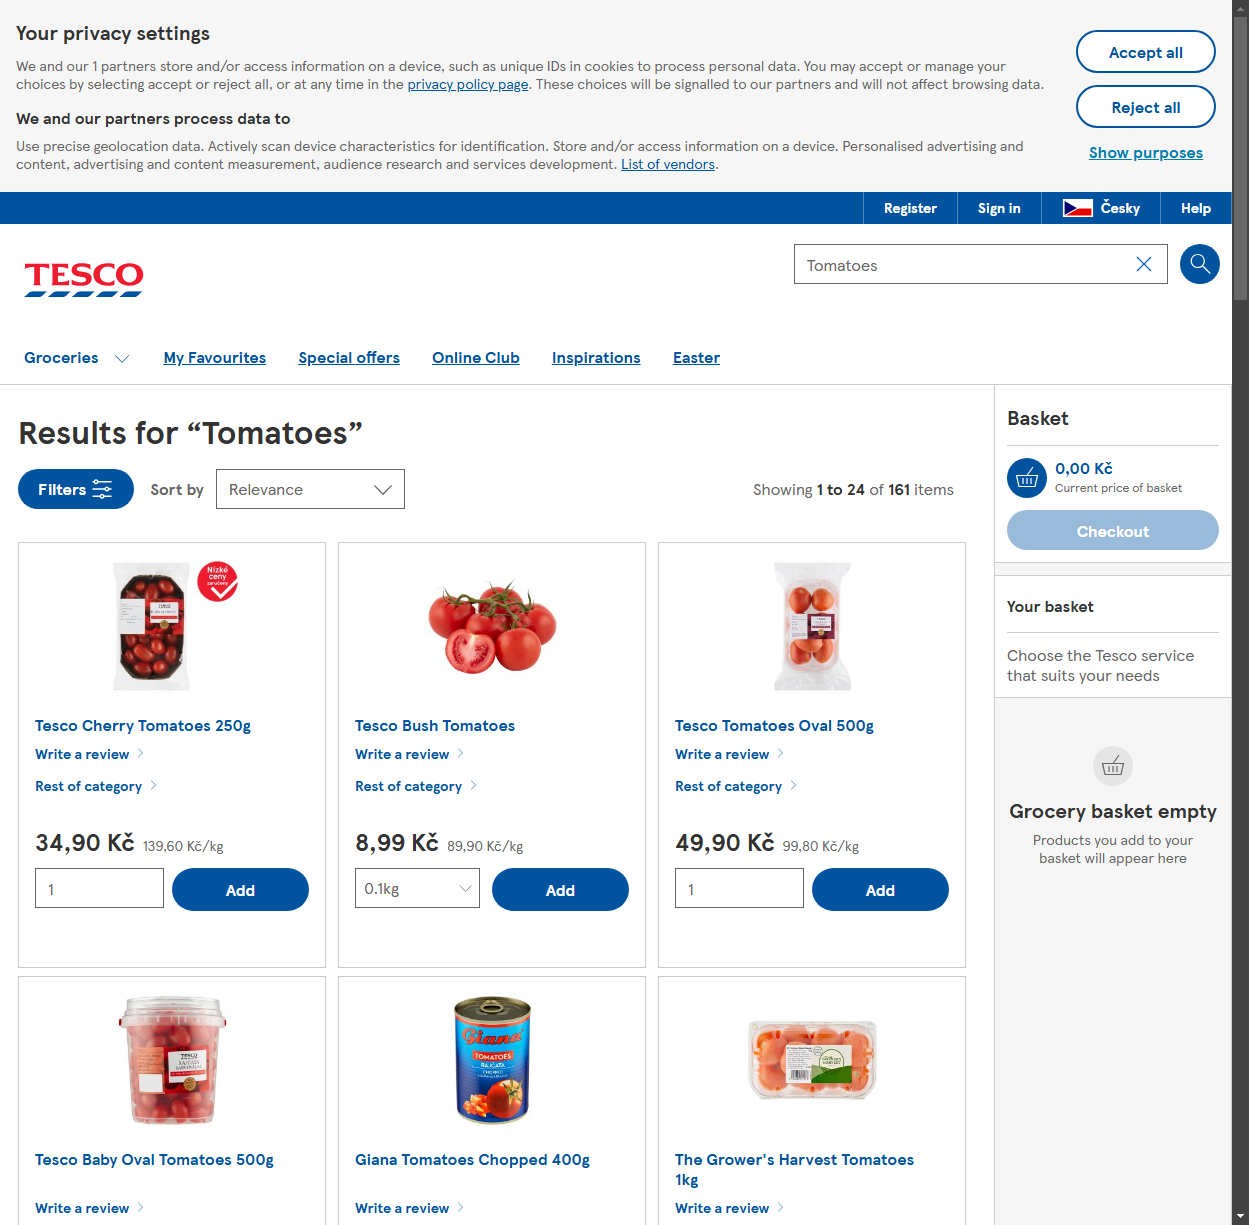 Your privacy settings
We and our 1 partners store and/or access information on a device, such as unique IDs in cookies to process personal data. You may accept or manage your
choices by selecting accept or reject all, or at any time in the privacy policy page. These choices will be signalled to our partners and will not affect browsing data.
We and our partners process data to
Use precise geolocation data. Actively scan device characteristics for identification. Store and/or access information on a device. Personalised advertising and
content, advertising and content measurement, audience research and services development. List of vendors.
Accept all
Reject all
Show purposes
Register
Sign in
Česky
Help
TESCO
Tomatoes
Groceries
My Favourites
Special offers
Online Club
Inspirations
Easter
Results for “Tomatoes”
Filters
Sort by
Relevance
Showing 1 to 24 of 161 items
Nízké
ceny
zaručeny
TESCO
Tesco Cherry Tomatoes 250g
Write a review
Rest of category
34,90 Kč 139,60 Kč/kg
1
Add
Tesco Bush Tomatoes
Write a review
Rest of category
8,99 Kč 89,90 Kč/kg
0.1kg
Add
Tesco Tomatoes Oval 500g
Write a review
Rest of category
49,90 Kč 99,80 Kč/kg
1
Add
TESCO
RAJČATA
Tesco Baby Oval Tomatoes 500g
Write a review
Giana
TOMATOES
RAJČATA
CHOPPED
Giana Tomatoes Chopped 400g
Write a review
HARVEST
The Grower's Harvest Tomatoes
1kg
Write a review
Basket
0,00 Kč
Current price of basket
Checkout
Your basket
Choose the Tesco service
that suits your needs
Grocery basket empty
Products you add to your
basket will appear here